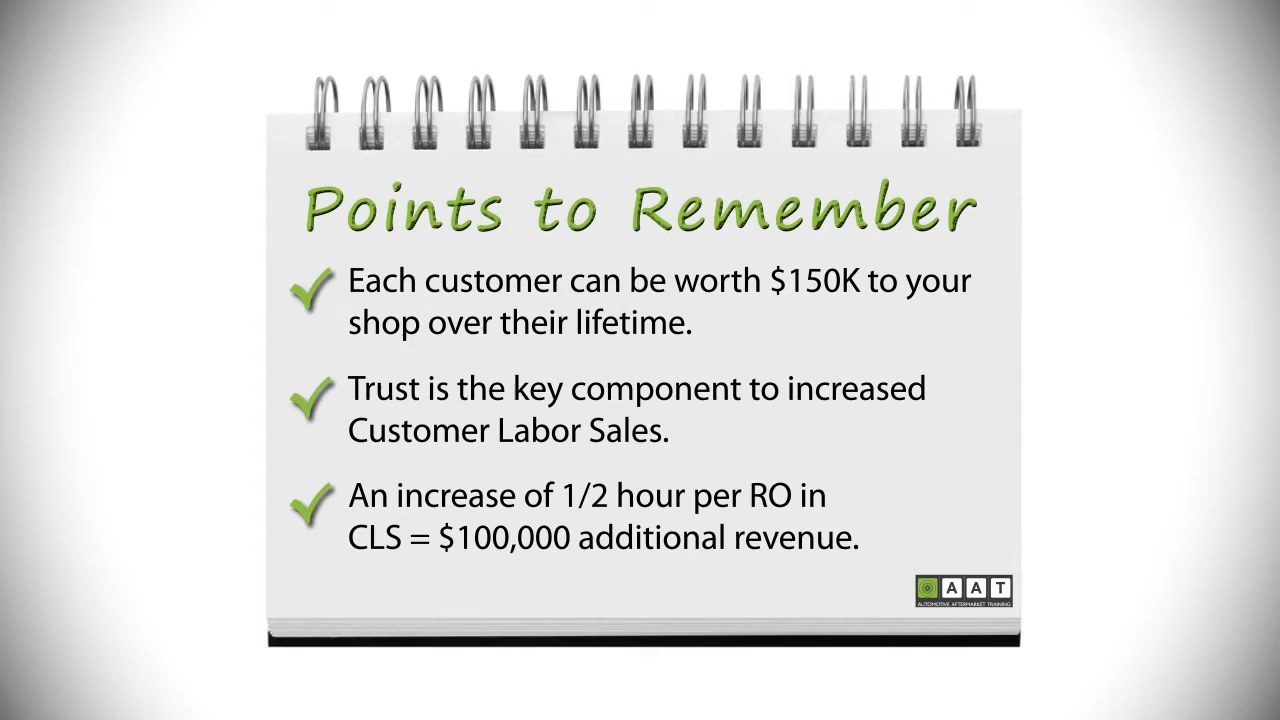 Points to Remember
Each customer can be worth $150K to your
shop over their lifetime.
Trust is the key component to increased
Customer Labor Sales.
An increase of 1/2 hour per RO in
CLS = $100,000 additional revenue.
A A T
AUTOMOTIVE AFTERMARKET TRAINING